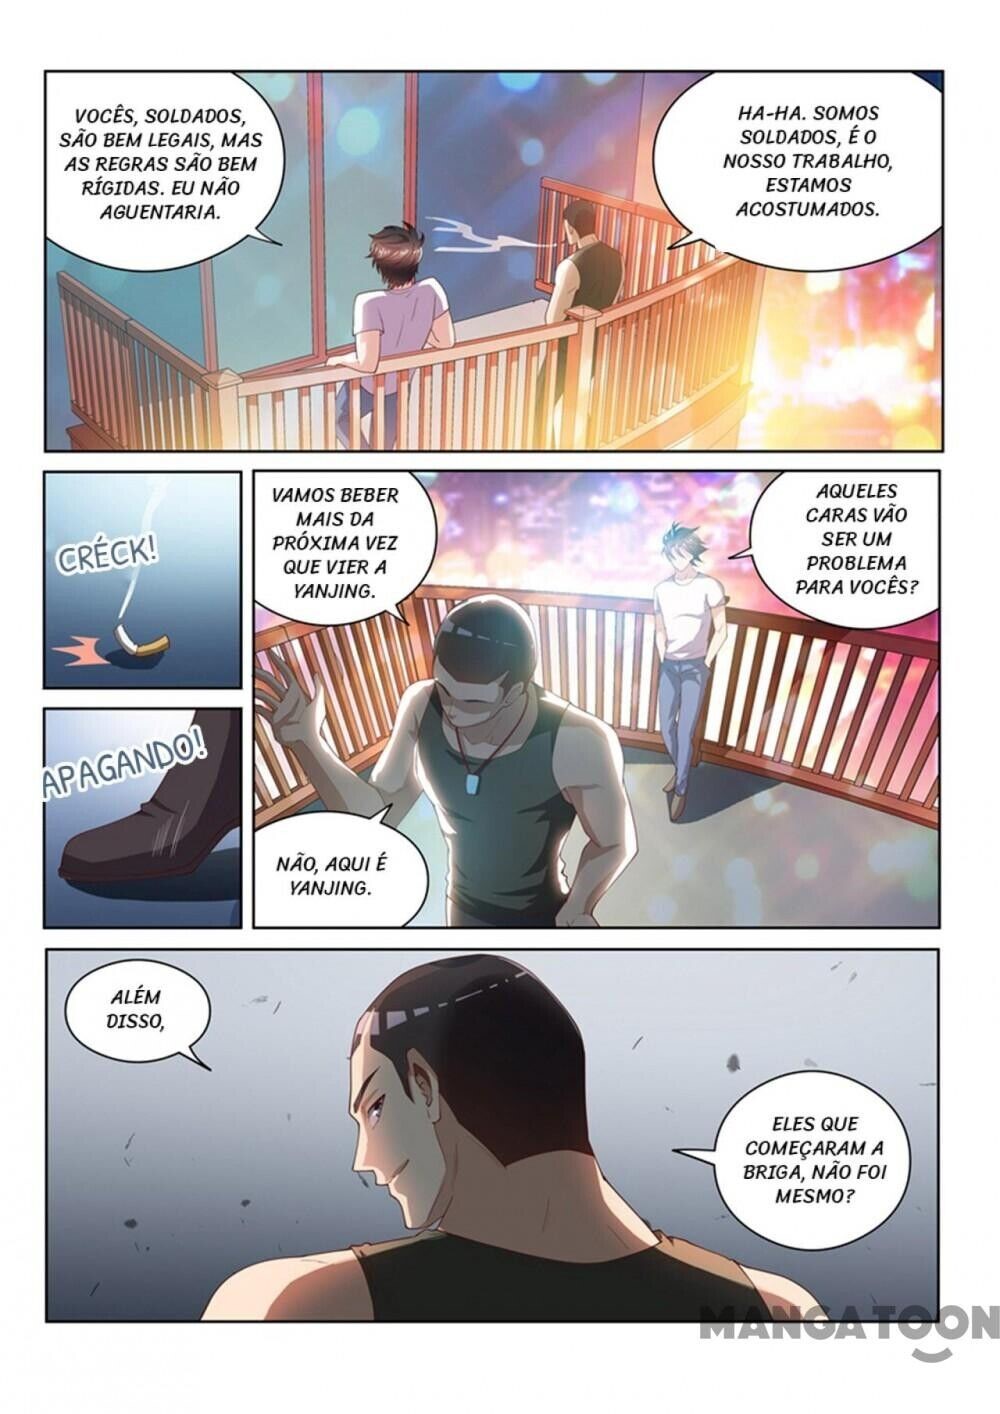 VOCÊS, SOLDADOS,
SÃO BEM LEGAIS, MAS
AS REGRAS SÃO BEM
RÍGIDAS. EU NÃO
AGUENTARIA.
HA-HA. SOMOS
SOLDADOS, É O
NOSSO TRABALHO,
ESTAMOS
ACOSTUMADOS.
CRÉCK!
APAGANDO!
VAMOS BEBER
MAIS DA
PRÓXIMA VEZ
QUE VIER A
YANJING.
AQUELES
CARAS VÃO
SER UM
PROBLEMA
PARA VOCÊS?
NÃO, AQUI É
YANJING.
ALÉM
DISSO,
ELES QUE
COMEÇARAM A
BRIGA, NÃO FOI
MESMO?
MANGATOON